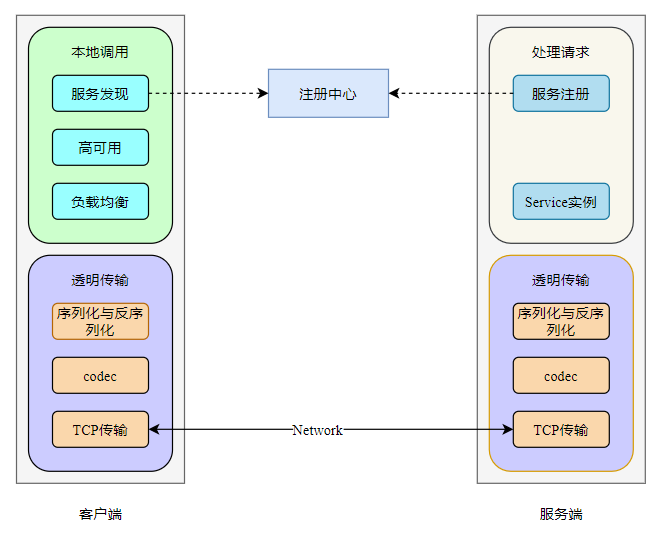 本地调用
服务发现
高可用
负载均衡
透明传输
序列化与反序
列化
codec
TCP传输
客户端
注册中心
Network
处理请求
服务注册
Service实例
透明传输
序列化与反序
列化
codec
TCP传输
服务端